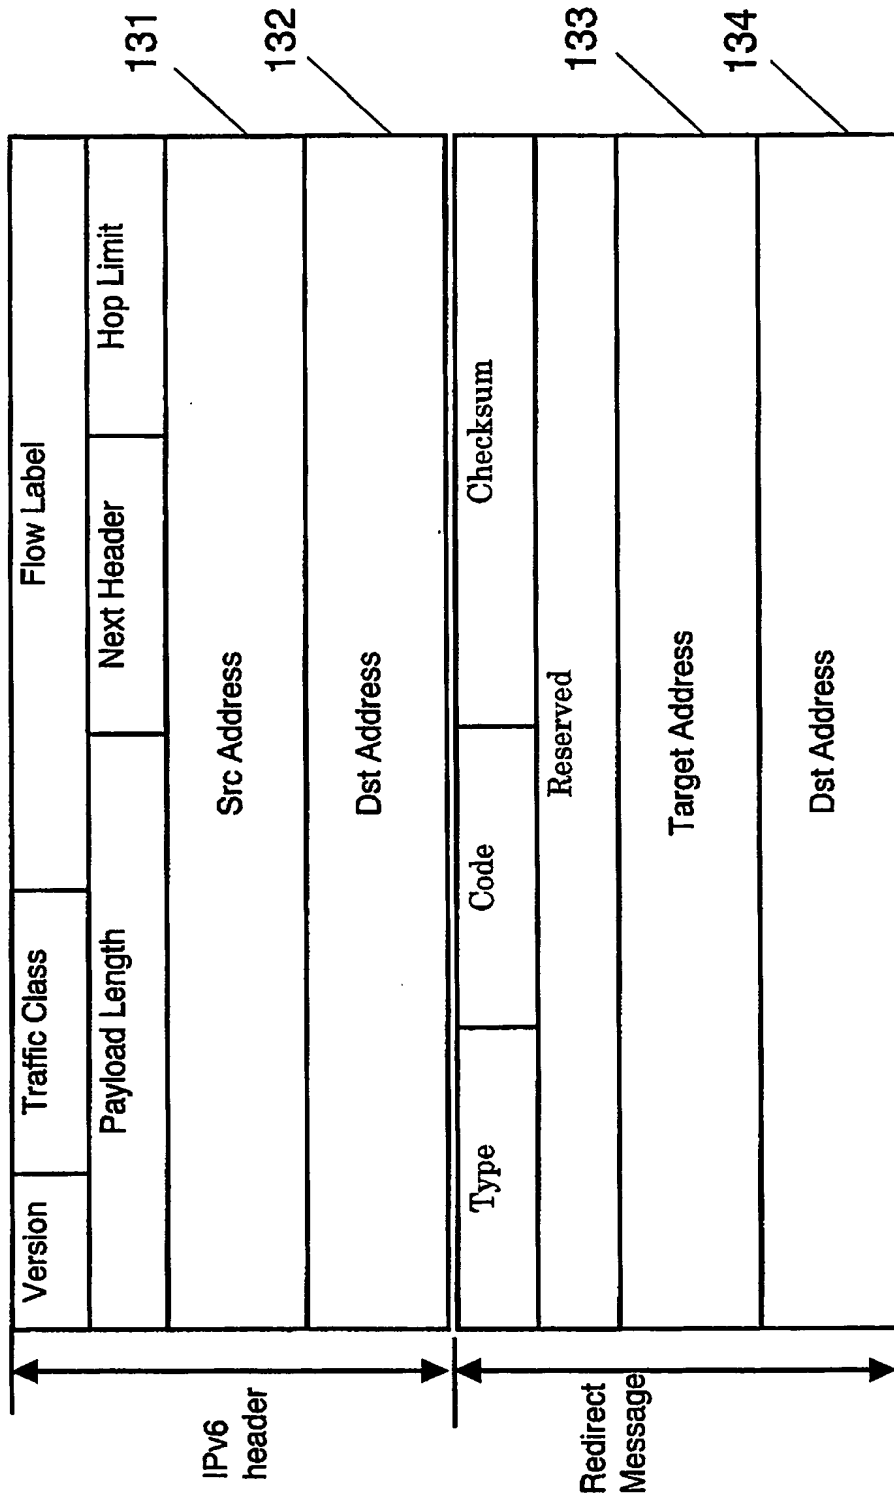 IPv6
header
Version
Traffic Class
Flow Label
Payload Length
Next Header
Hop Limit
Src Address
131
Dst Address
132
Redirect
Message
Type
Code
Checksum
Reserved
Target Address
133
Dst Address
134